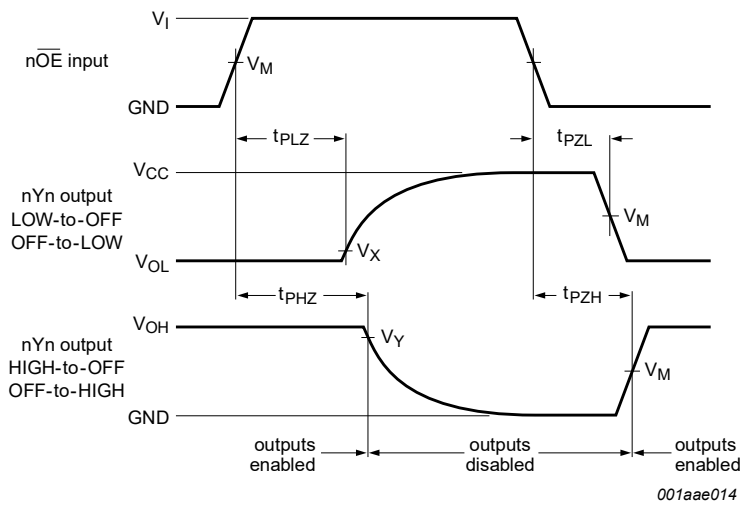 VI
nOE input
VM
GND
tPLZ
tPZL
VCC
nYn output
LOW-to-OFF
OFF-to-LOW
VM
VX
VOL
tPHZ
tPZH
VOH
nYn output
HIGH-to-OFF
OFF-to-HIGH
VY
VM
GND
outputs
enabled
outputs
disabled
outputs
enabled
001aae014